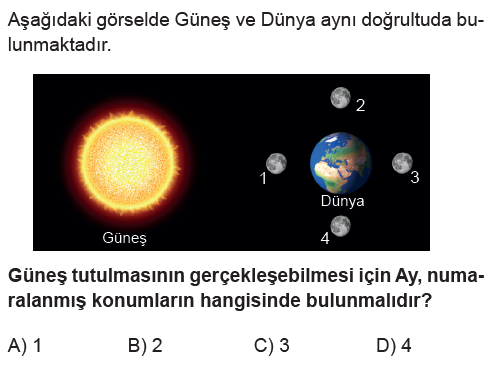 Aşağıdaki görselde Güneş ve Dünya aynı doğrultuda bu-
lunmaktadır.
2
1
3
Dünya
4
Güneş
Güneş tutulmasının gerçekleşebilmesi için Ay, numa-
ralanmış konumların hangisinde bulunmalıdır?
A) 1 B) 2 C) 3 D) 4